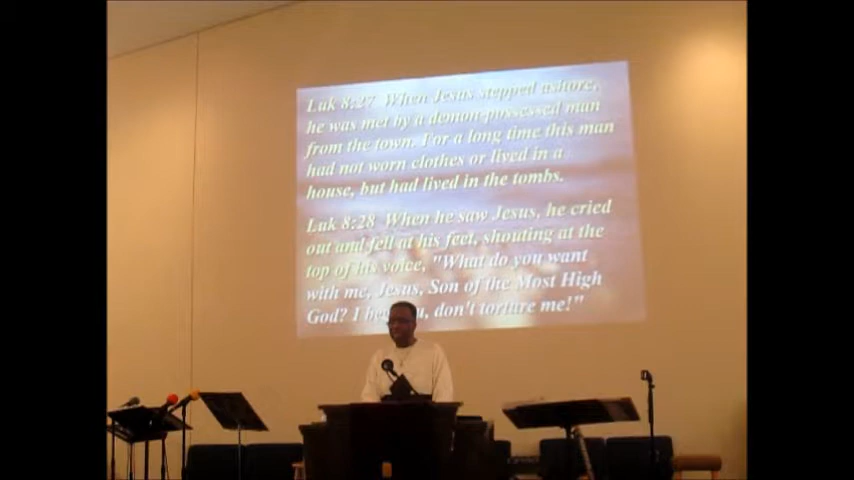 Luk 8:27 When Jesus stepped ashore,
he was met by a demon-possessed man
from the town. For a long time this man
had not worn clothes or lived in a
house, but had lived in the tombs.
Luk 8:28 When he saw Jesus, he cried
out and fell at his feet, shouting at the
top of his voice, "What do you want
with me, Jesus, Son of the Most High
God? I don't torture me!"